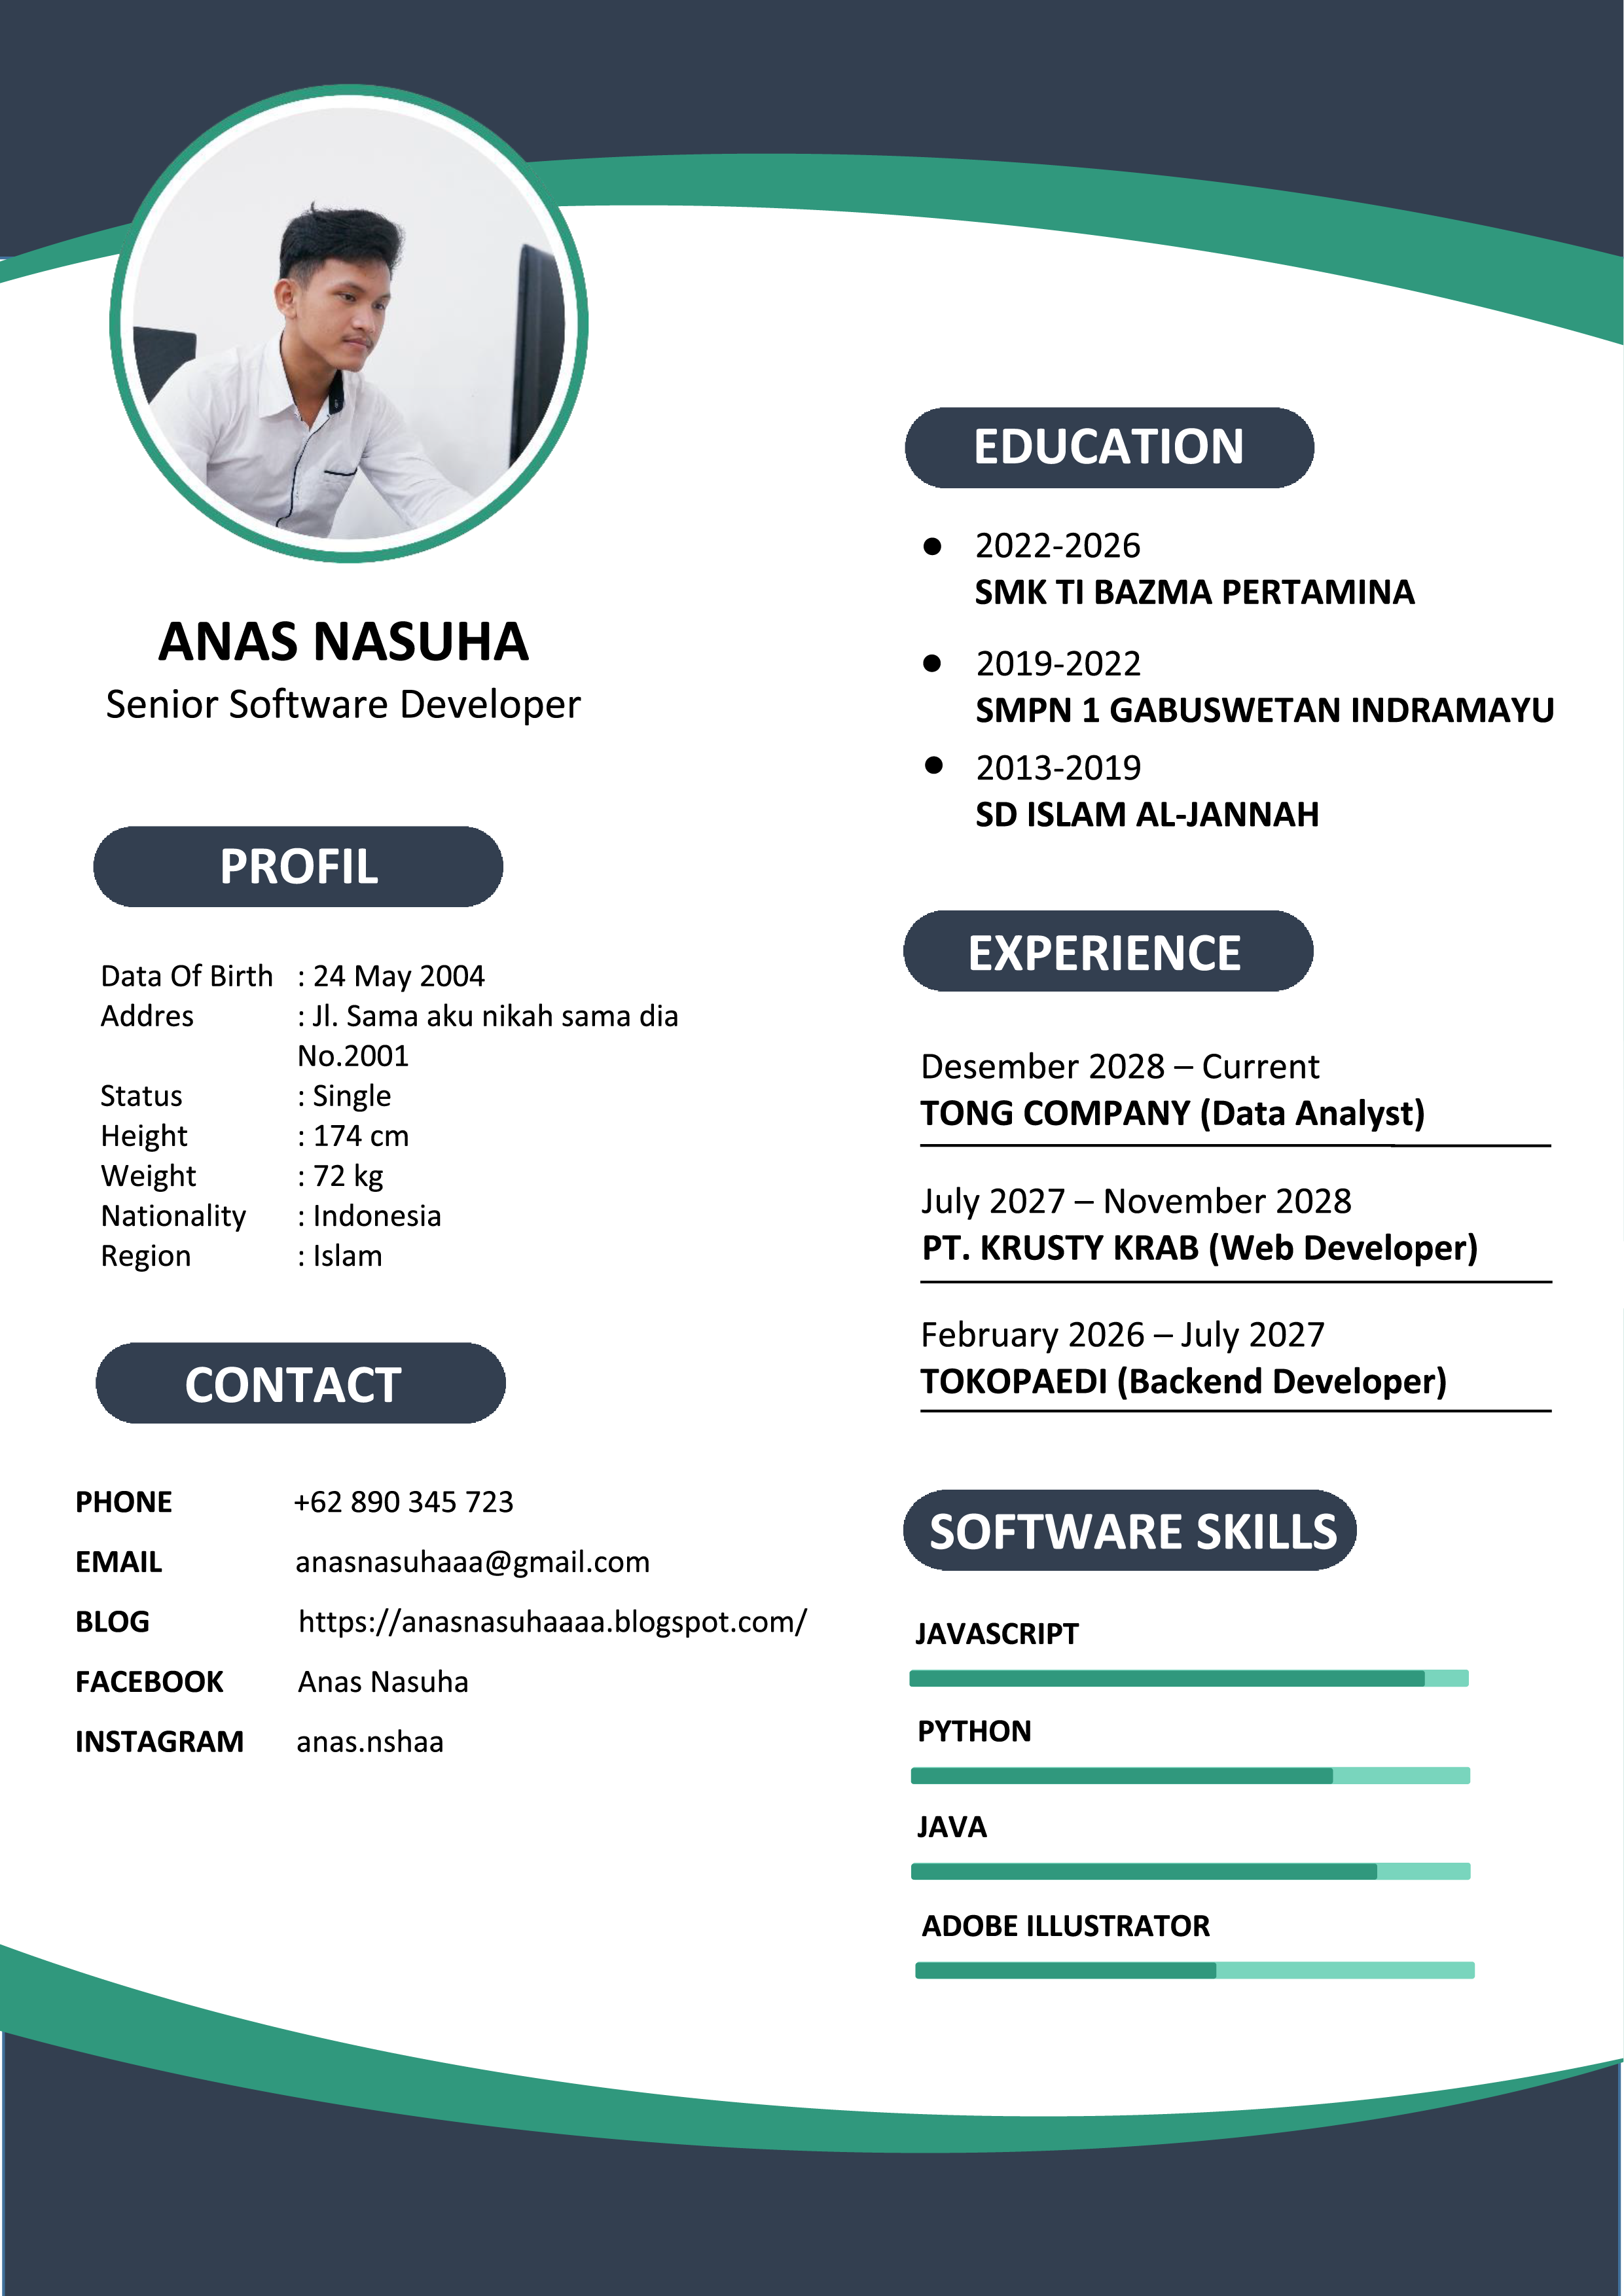 ANAS NASUHA
Senior Software Developer
PROFIL
Data Of Birth : 24 May 2004
Addres : Jl. Sama aku nikah sama dia
No.2001
Status : Single
Height : 174 cm
Weight : 72 kg
Nationality : Indonesia
Region : Islam
CONTACT
PHONE +62 890 345 723
EMAIL anasnasuhaaa@gmail.com
BLOG https://anasnasuhaaaa.blogspot.com/
FACEBOOK Anas Nasuha
INSTAGRAM anas.nshaa
EDUCATION
● 2022-2026
SMK TI BAZMA PERTAMINA
● 2019-2022
SMPN 1 GABUSWETAN INDRAMAYU
● 2013-2019
SD ISLAM AL-JANNAH
EXPERIENCE
Desember 2028 – Current
TONG COMPANY (Data Analyst)
July 2027 – November 2028
PT. KRUSTY KRAB (Web Developer)
February 2026 – July 2027
TOKOPAEDI (Backend Developer)
SOFTWARE SKILLS
JAVASCRIPT
PYTHON
JAVA
ADOBE ILLUSTRATOR